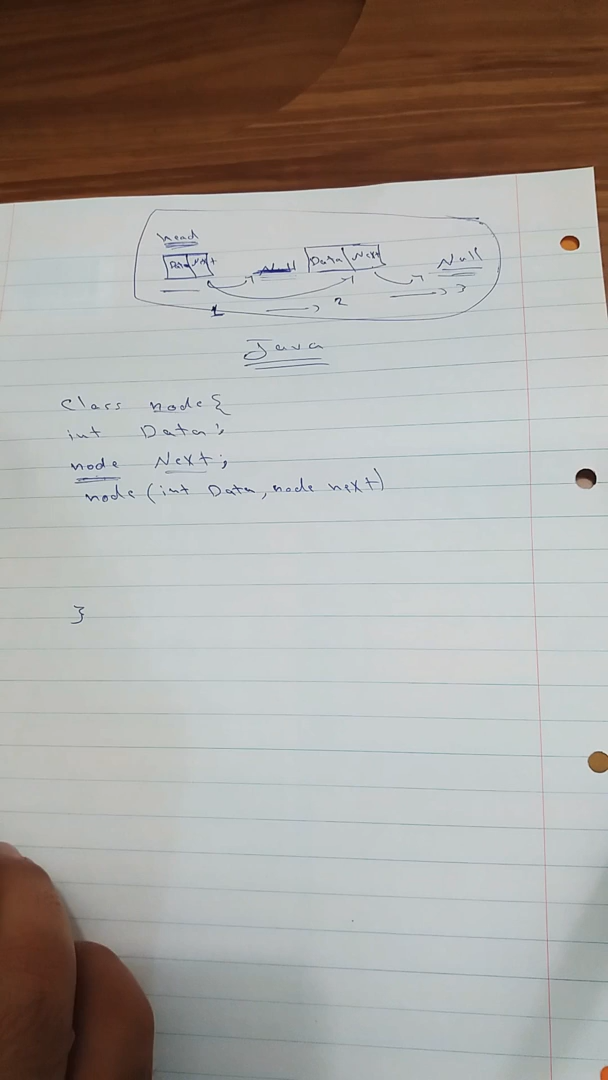 head
Data Next Null Data Next Null
1 2 3
Java
Class node{
int Data;
node Next;
node (int Data, node next)
}